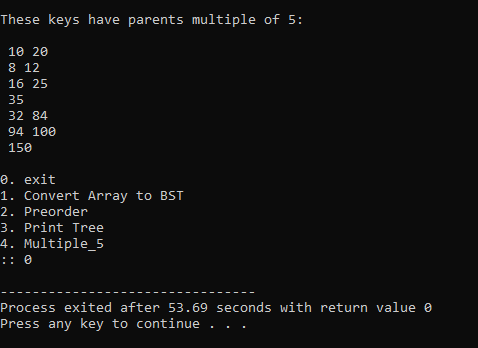 These keys have parents multiple of 5:
10 20
8 12
16 25
35
32 84
94 100
150
0. exit
1. Convert Array to BST
2. Preorder
3. Print Tree
4. Multiple_5
:: 0
--------------------------------
Process exited after 53.69 seconds with return value 0
Press any key to continue . . .